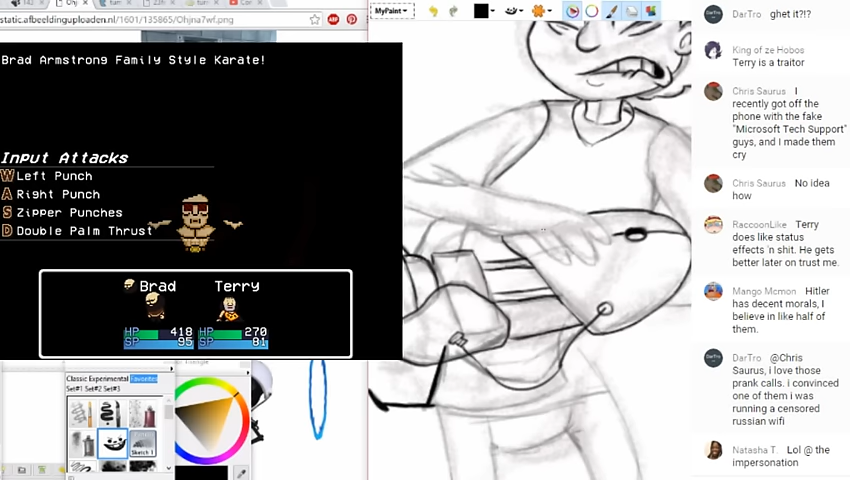 static.afbeeldinguploaden.nl/1601/135865/Ohjna7wf.png
Brad Armstrong Family Style Karate!
Input Attacks
W Left Punch
A Right Punch
S Zipper Punches
D Double Palm Thrust
Brad
Terry
HP 418
SP 95
HP 270
SP 81
Classic Experimental Favorites
Set#1 Set#2 Set#3
Sketch 1
MyPaint
DarTro ghet it?!?
King of ze Hobos
Terry is a traitor
Chris Saurus I
recently got off the
phone with the fake
"Microsoft Tech Support"
guys, and I made them
cry
Chris Saurus No idea
how
RaccoonLike Terry
does like status
effects 'n shit. He gets
better later on trust me.
Mango Mcmon Hitler
has decent morals, I
believe in like half of
them.
DarTro @Chris
Saurus, i love those
prank calls. i convinced
one of them i was
running a censored
russian wifi
Natasha T. Lol @ the
impersonation